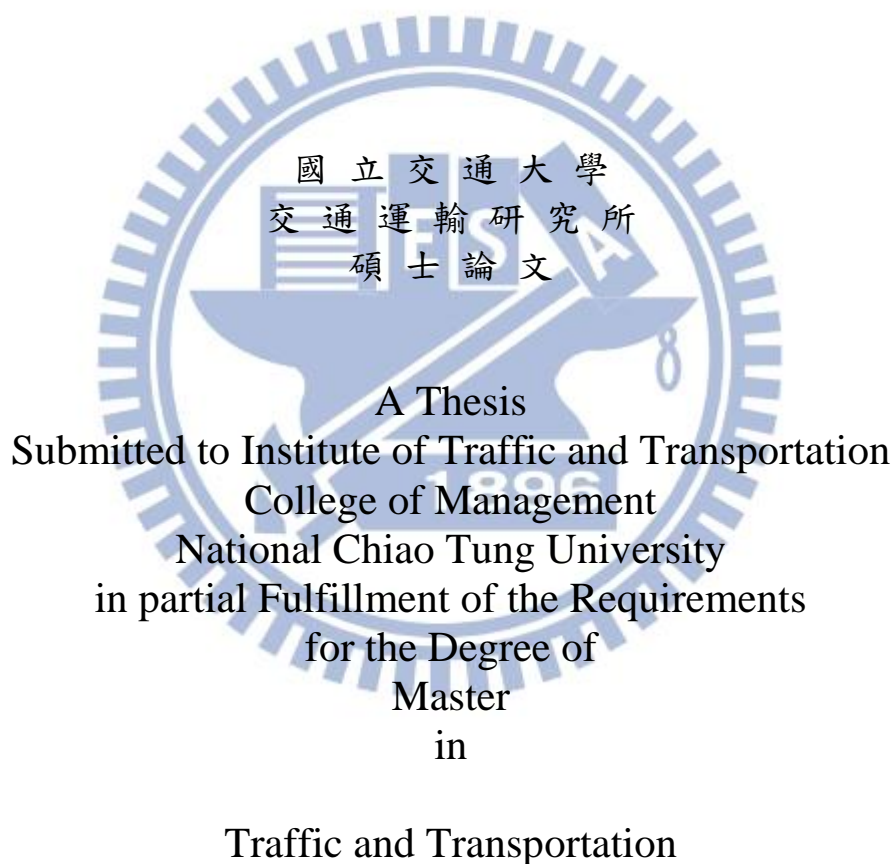 國 立 交 通 大 學
交 通 運 輸 研 究 所
碩 士 論 文
E S A
A Thesis
Submitted to Institute of Traffic and Transportation
College of Management
1896
National Chiao Tung University
in partial Fulfillment of the Requirements
for the Degree of
Master
in
Traffic and Transportation